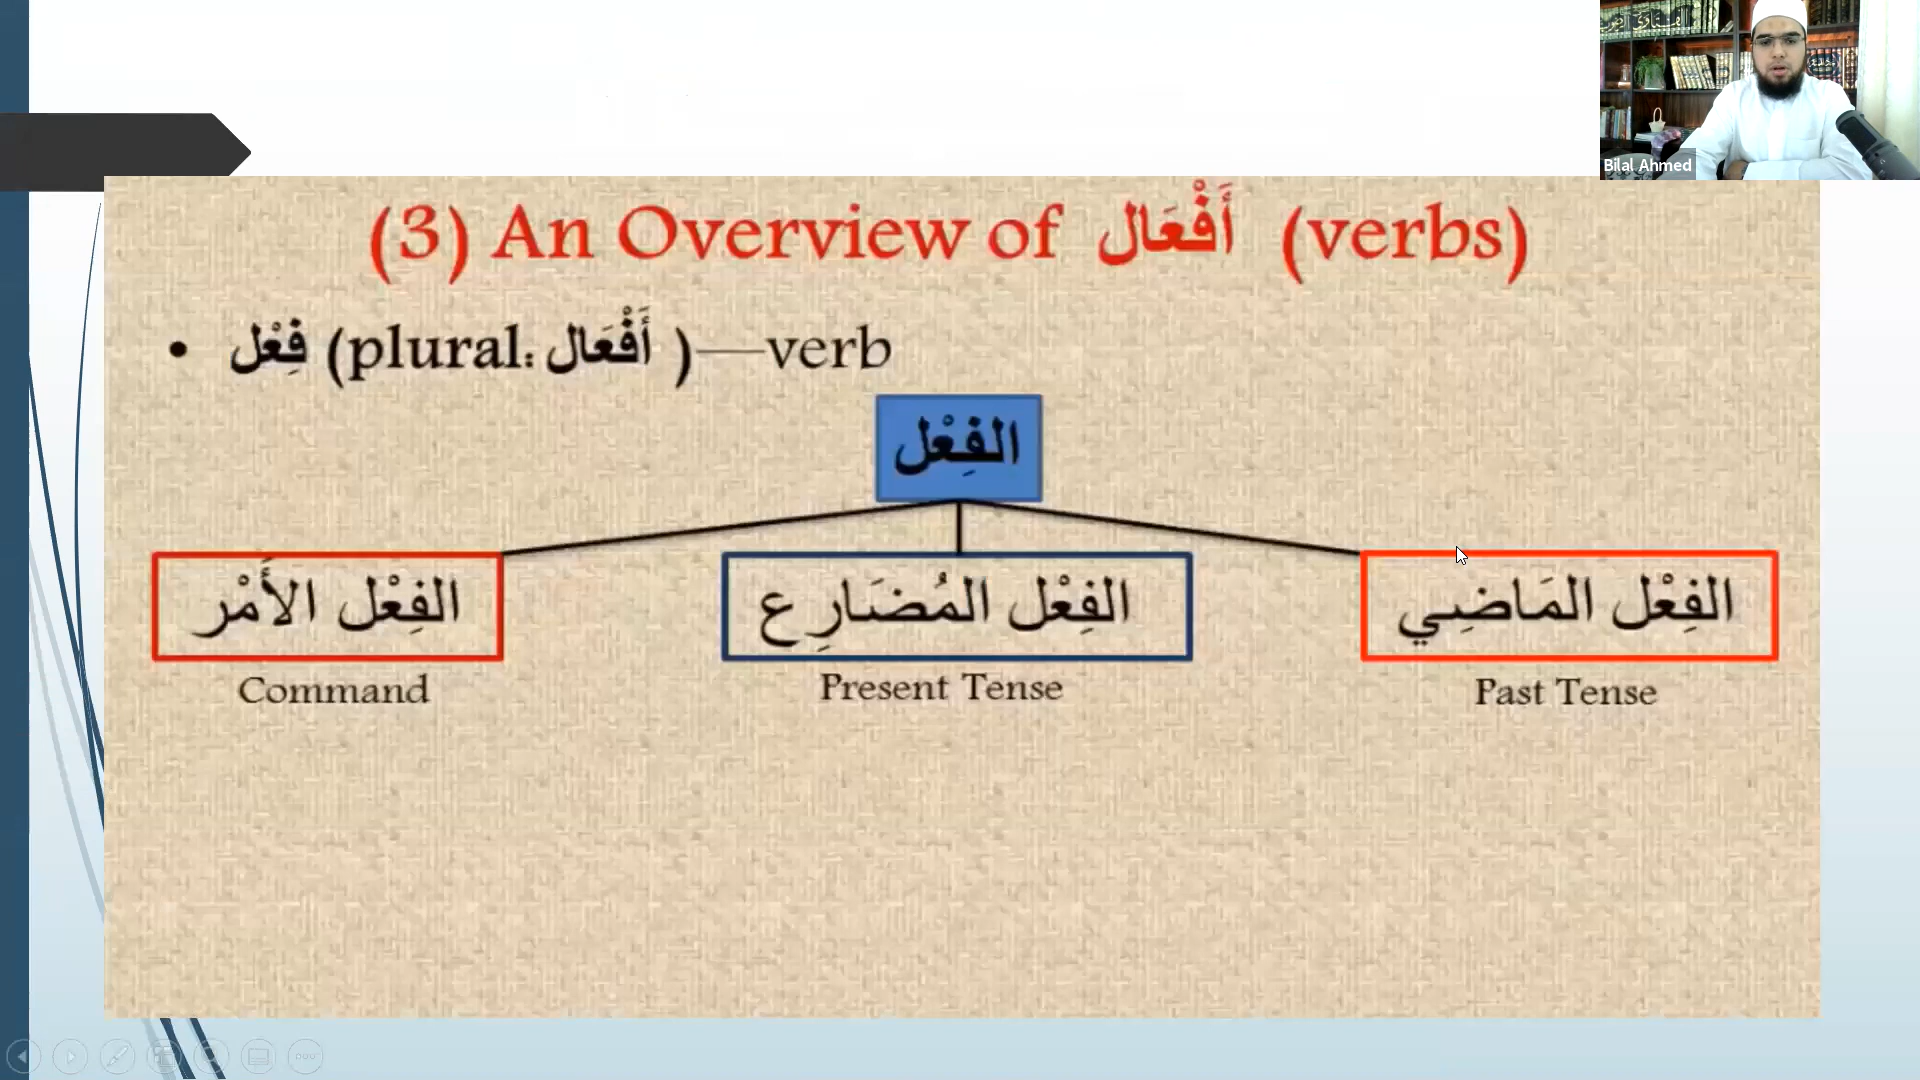 Bilal Ahmed
(3) An Overview of أَفْعَال (verbs)
• فِعْل (plural: أَفْعَال )—verb
الفِعْل
الفِعْل الأَمْر
الفِعْل المُضَارِع
الفِعْل المَاضِي
Command
Present Tense
Past Tense